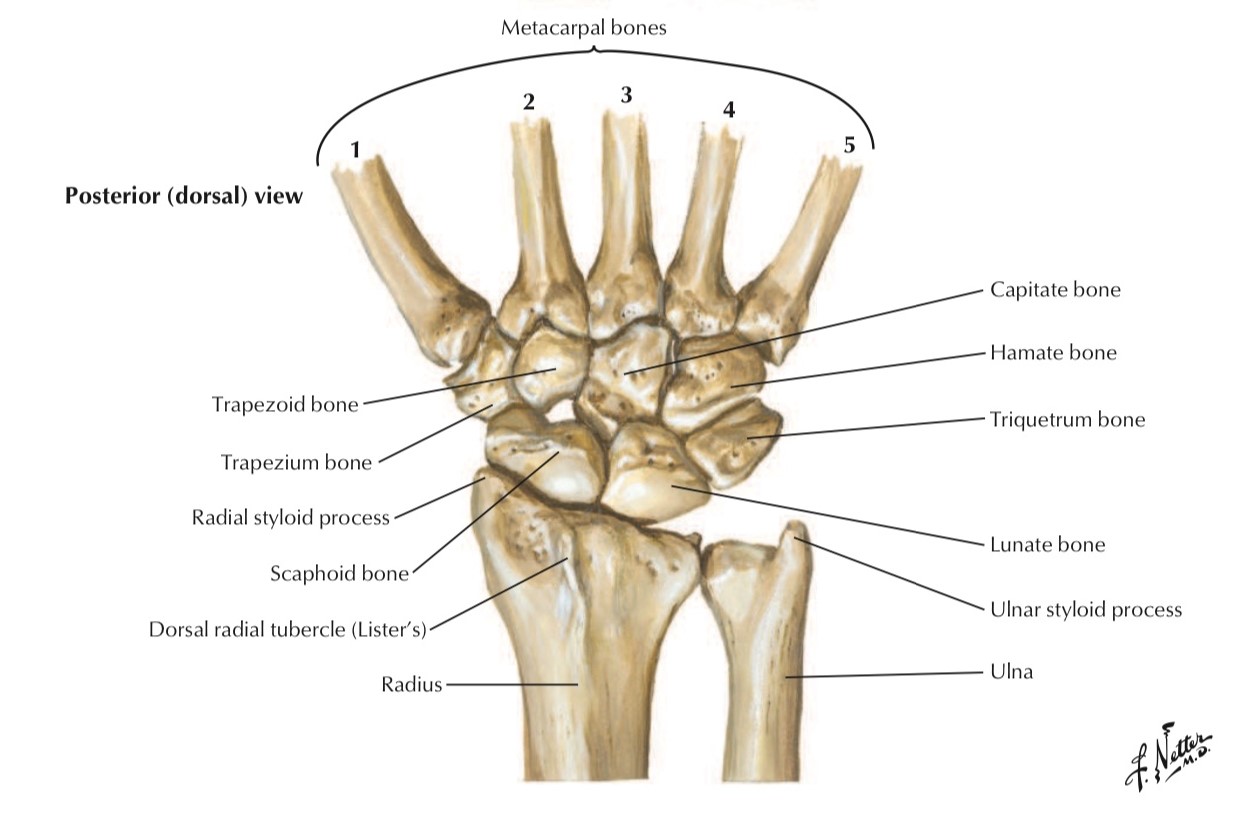 Metacarpal bones
1
2
3
4
5
Posterior (dorsal) view
Capitate bone
Hamate bone
Trapezoid bone
Triquetrum bone
Trapezium bone
Radial styloid process
Lunate bone
Scaphoid bone
Ulnar styloid process
Dorsal radial tubercle (Lister's)
Ulna
Radius
F. Netter
M.D.